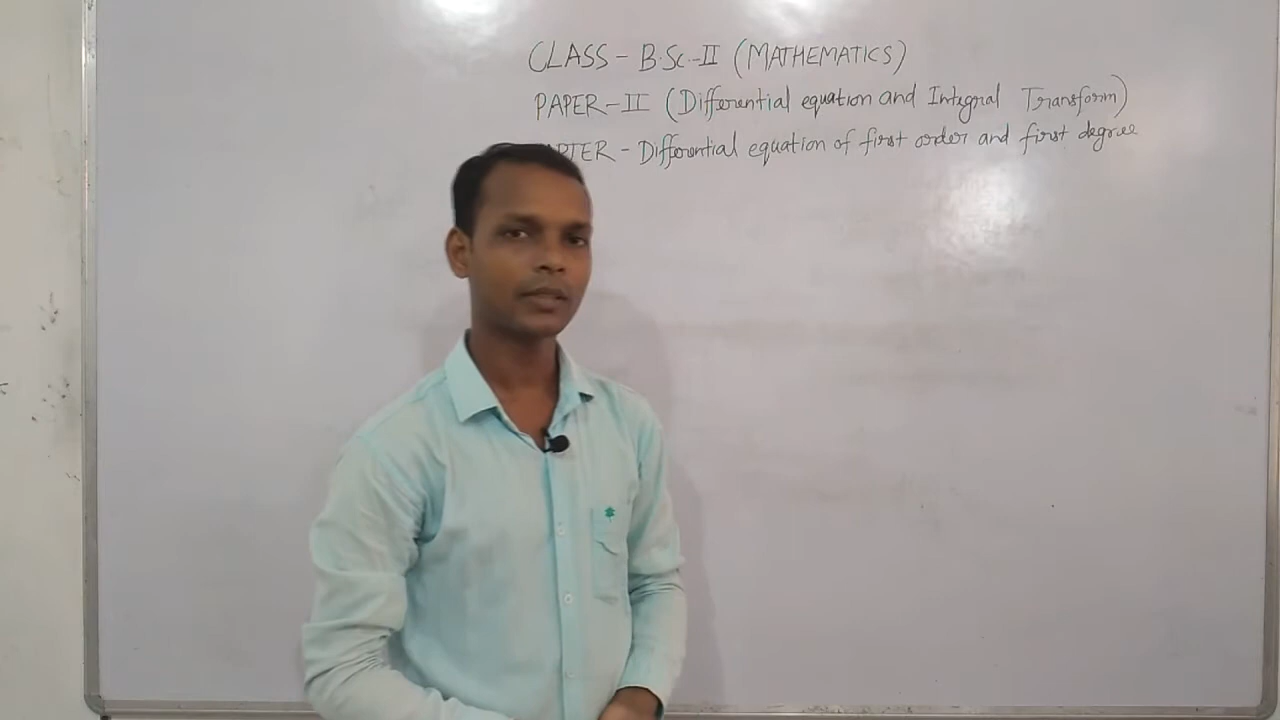 CLASS - B.Sc.-II (MATHEMATICS)
PAPER-II (Differential equation and Integral Transform)
APTER - Differential equation of first order and first degree